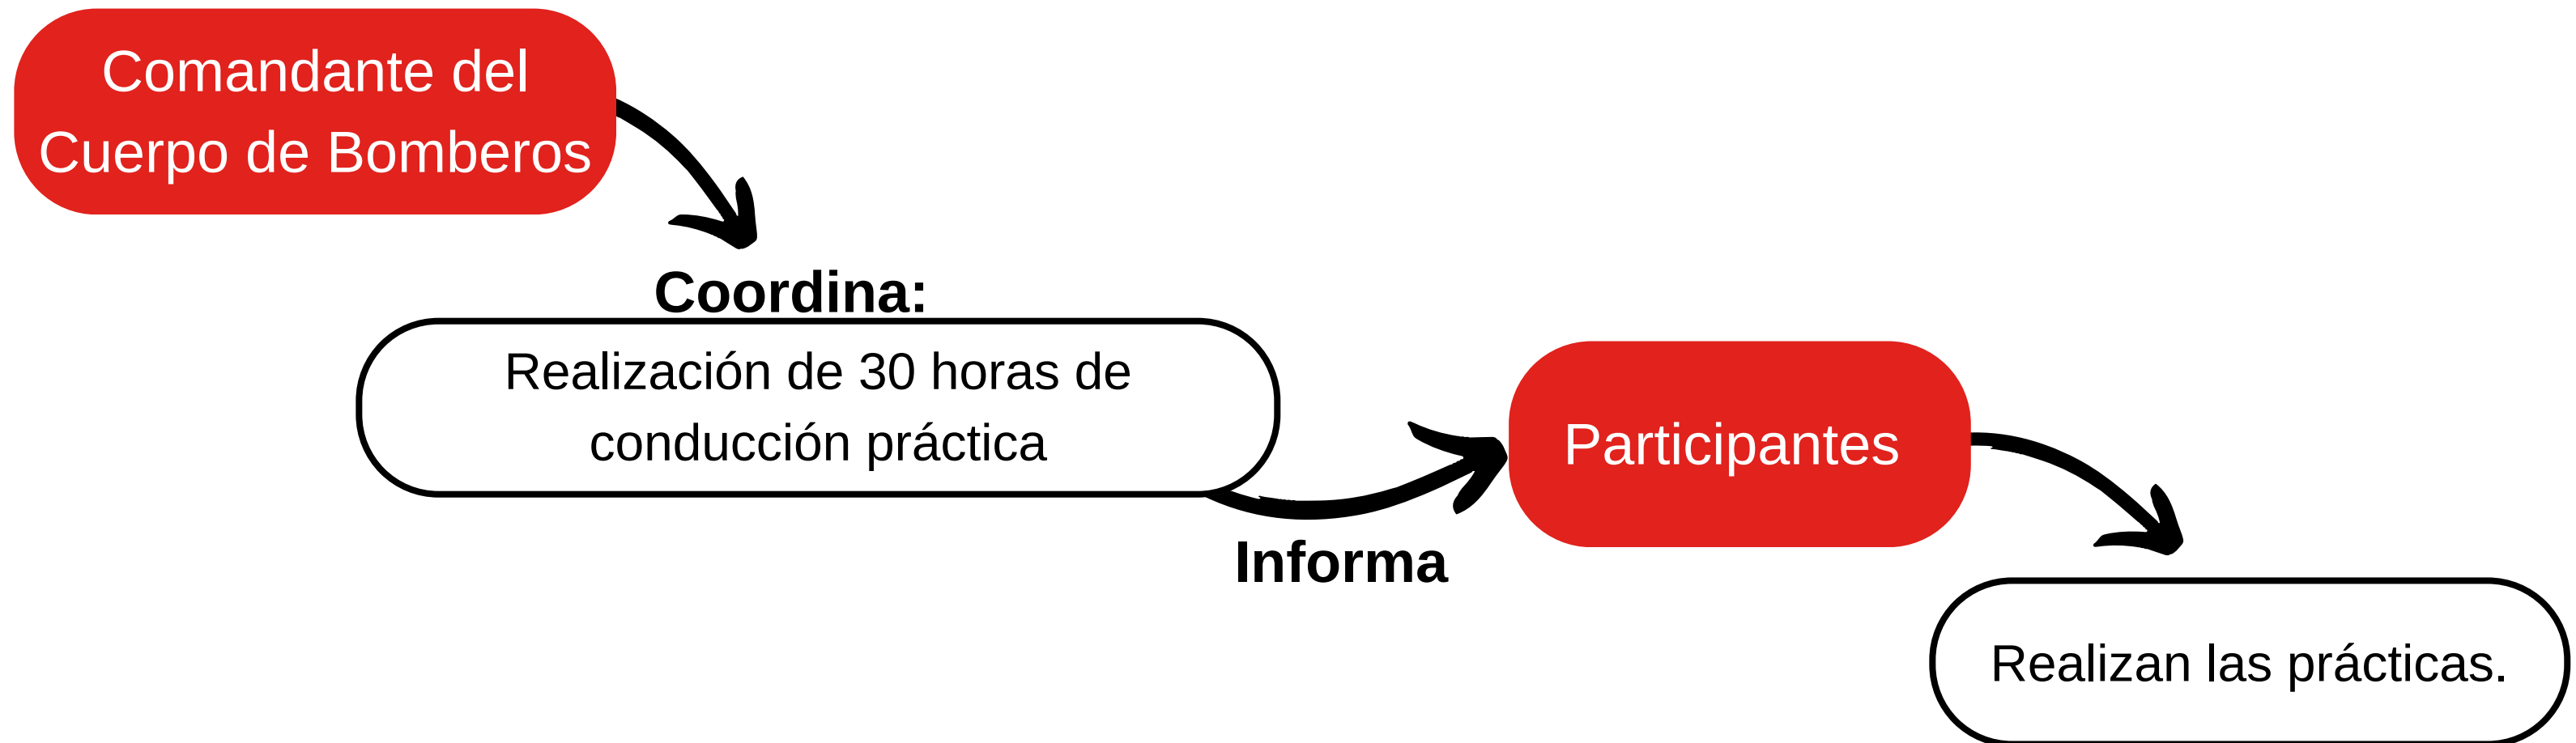 Comandante del
Cuerpo de Bomberos
Coordina:
Realización de 30 horas de
conducción práctica
Informa
Participantes
Realizan las prácticas.